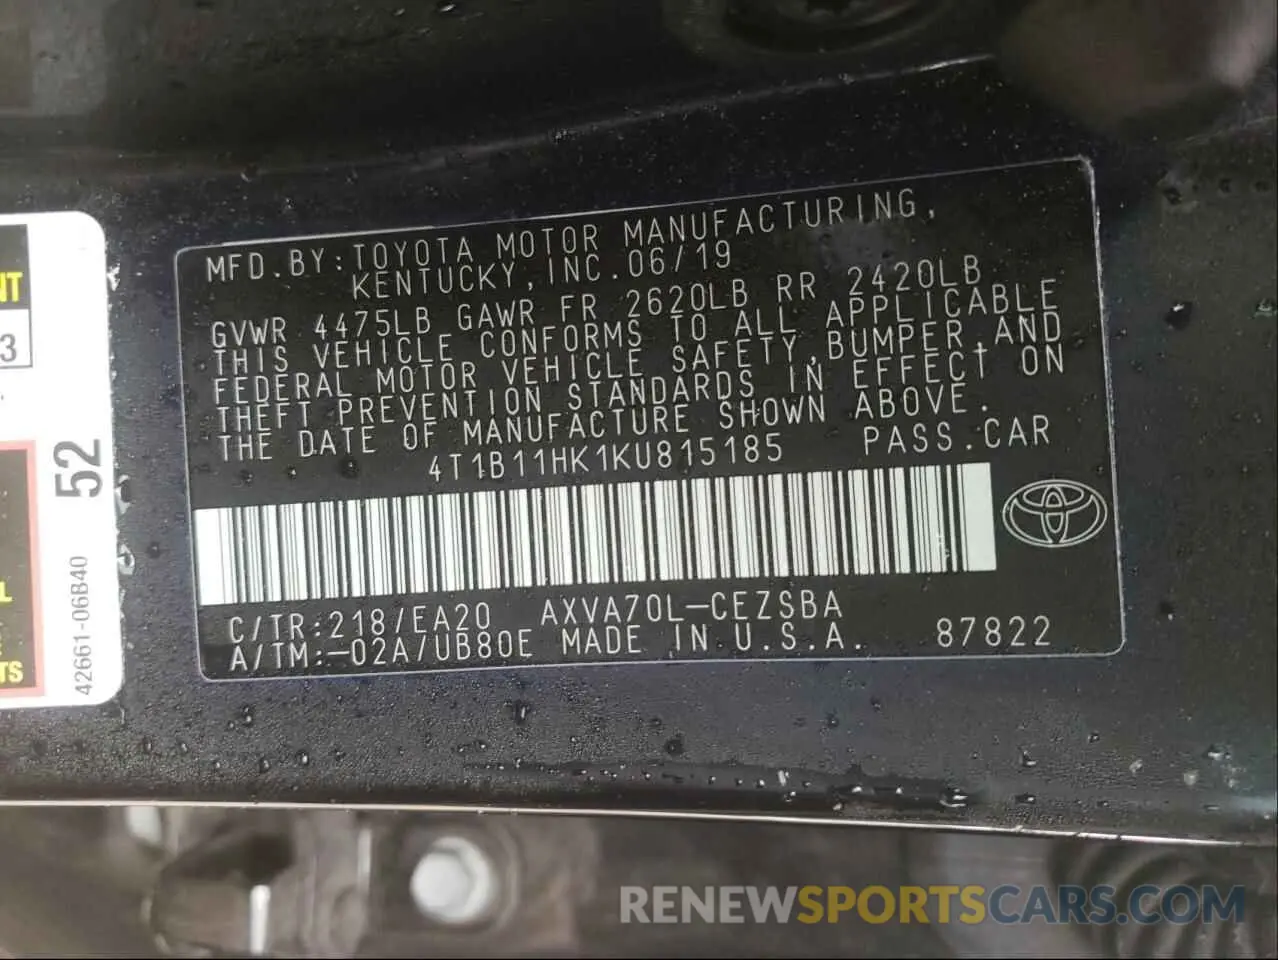 MFD.BY:TOYOTA MOTOR MANUFACTURING,
KENTUCKY,INC.06/19
GVWR 4475LB GAWR FR 2620LB RR 2420LB
THIS VEHICLE CONFORMS TO ALL APPLICABLE
FEDERAL MOTOR VEHICLE SAFETY,BUMPER,AND
THEFT PREVENTION STANDARDS IN EFFECT ON
THE DATE OF MANUFACTURE SHOWN ABOVE.
4T1B11HK1KU815185 PASS.CAR
C/TR:218/EA20 AXVA70L-CEZSBA
A/TM:-02A/UB80E MADE IN U.S.A. 87822
NT
3
52
42661-06B40
L
TS
RENEWSPORTSCARS.COM